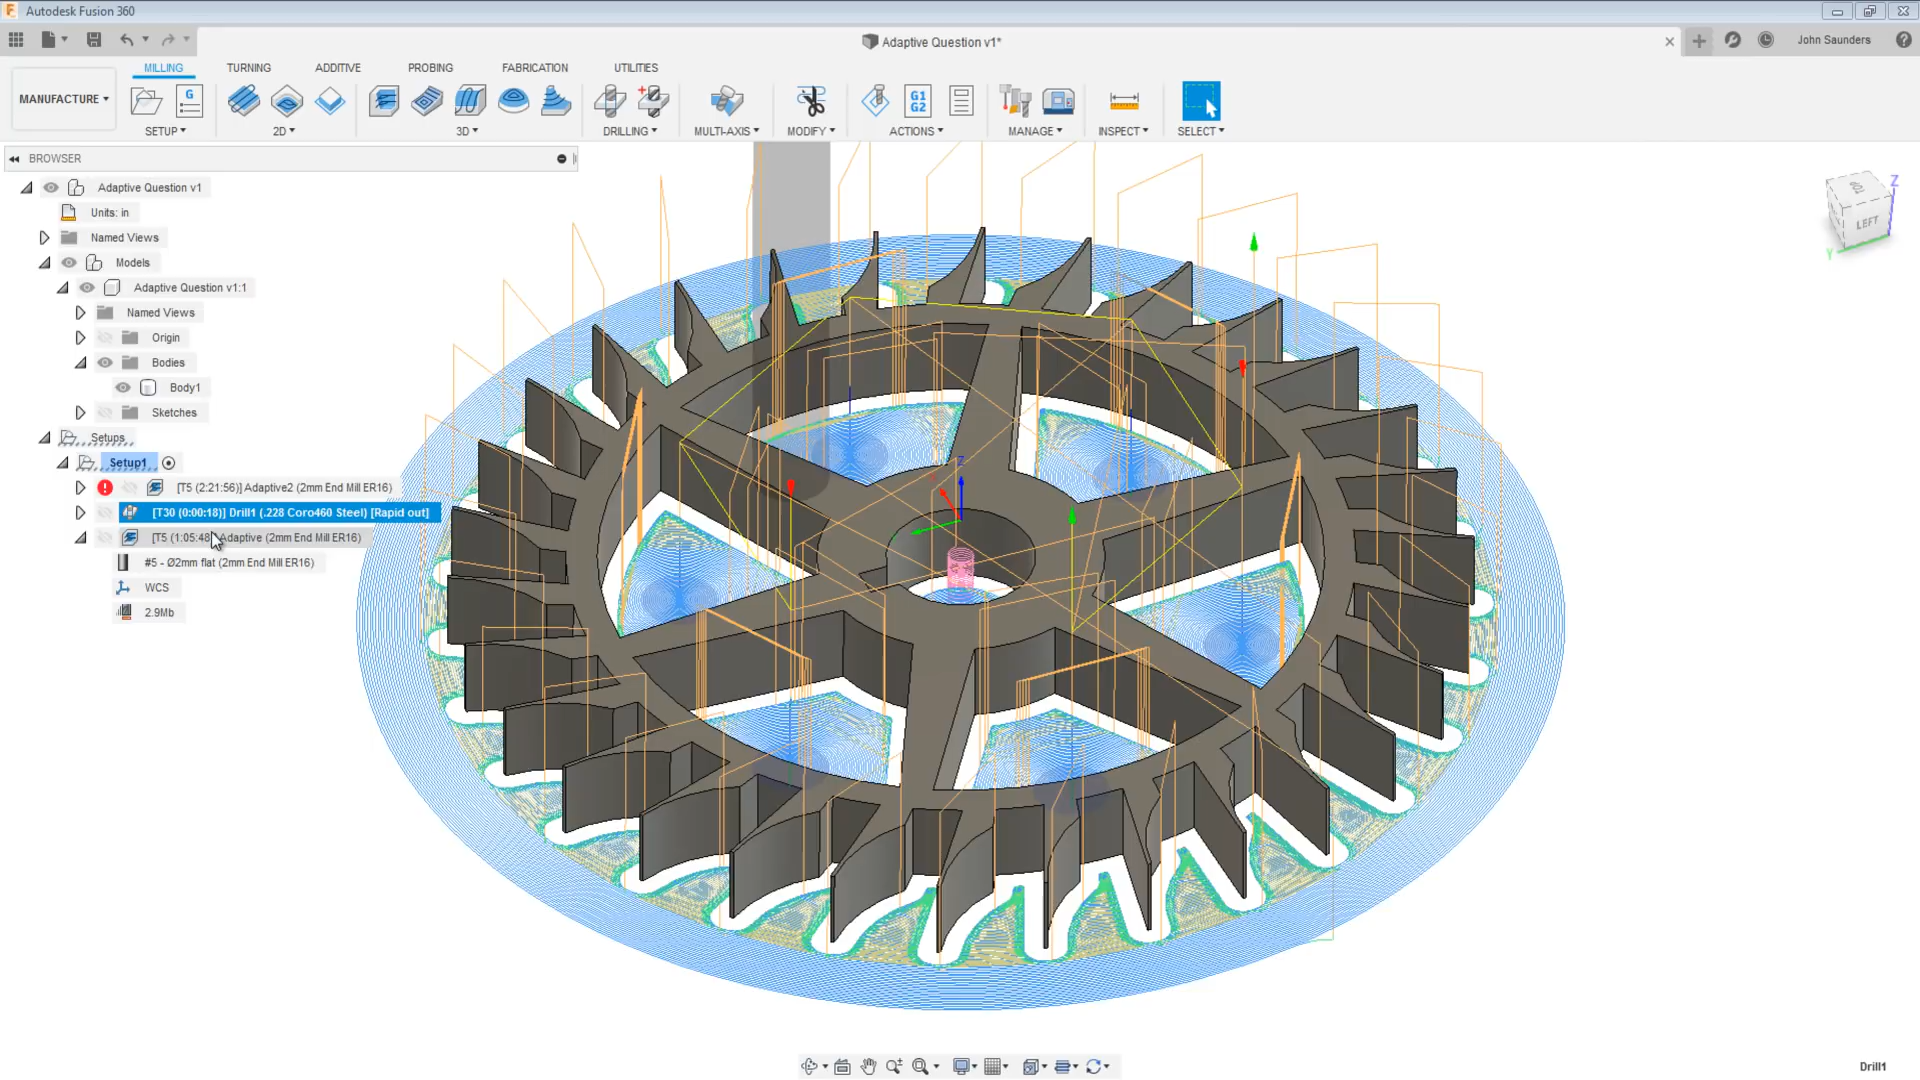 Autodesk Fusion 360
Adaptive Question v1*
John Saunders
MILLING
TURNING
ADDITIVE
PROBING
FABRICATION
UTILITIES
MANUFACTURE
G
G1
G2
SETUP
2D
3D
DRILLING
MULTI-AXIS
MODIFY
ACTIONS
MANAGE
INSPECT
SELECT
BROWSER
Adaptive Question v1
Units: in
Named Views
Models
Adaptive Question v1:1
Named Views
Origin
Bodies
Body1
Sketches
Setups
Setup1
[T5 (2:21:56)] Adaptive2 (2mm End Mill ER16)
[T30 (0:00:18)] Drill1 (.228 Coro460 Steel) [Rapid out]
[T5 (1:05:48 Adaptive (2mm End Mill ER16)
#5 - Ø2mm flat (2mm End Mill ER16)
WCS
2.9Mb
TOP
LEFT
Z
Y
Z
Drill1